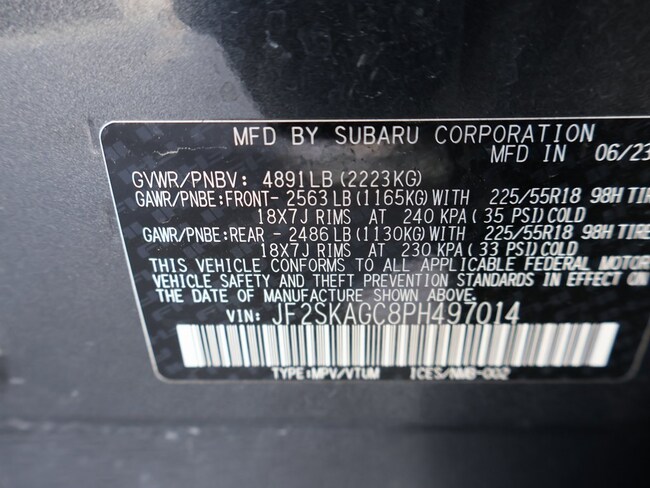 MFD BY SUBARU CORPORATION
MFD IN 06/23
GVWR/PNBV: 4891LB (2223KG)
GAWR/PNBE:FRONT- 2563 LB (1165KG) WITH 225/55R18 98H TIRE
18X7J RIMS AT 240 KPA (35 PSI) COLD
GAWR/PNBE:REAR - 2486 LB (1130KG) WITH 225/55R18 98H TIRE
18X7J RIMS AT 230 KPA (33 PSI) COLD
THIS VEHICLE CONFORMS TO ALL APPLICABLE FEDERAL MOTOR
VEHICLE SAFETY AND THEFT PREVENTION STANDARDS IN EFFECT ON
THE DATE OF MANUFACTURE SHOWN ABOVE.
VIN: JF2SKAGC8PH497014
TYPE:MPV/VTUM ICES/NMB-002